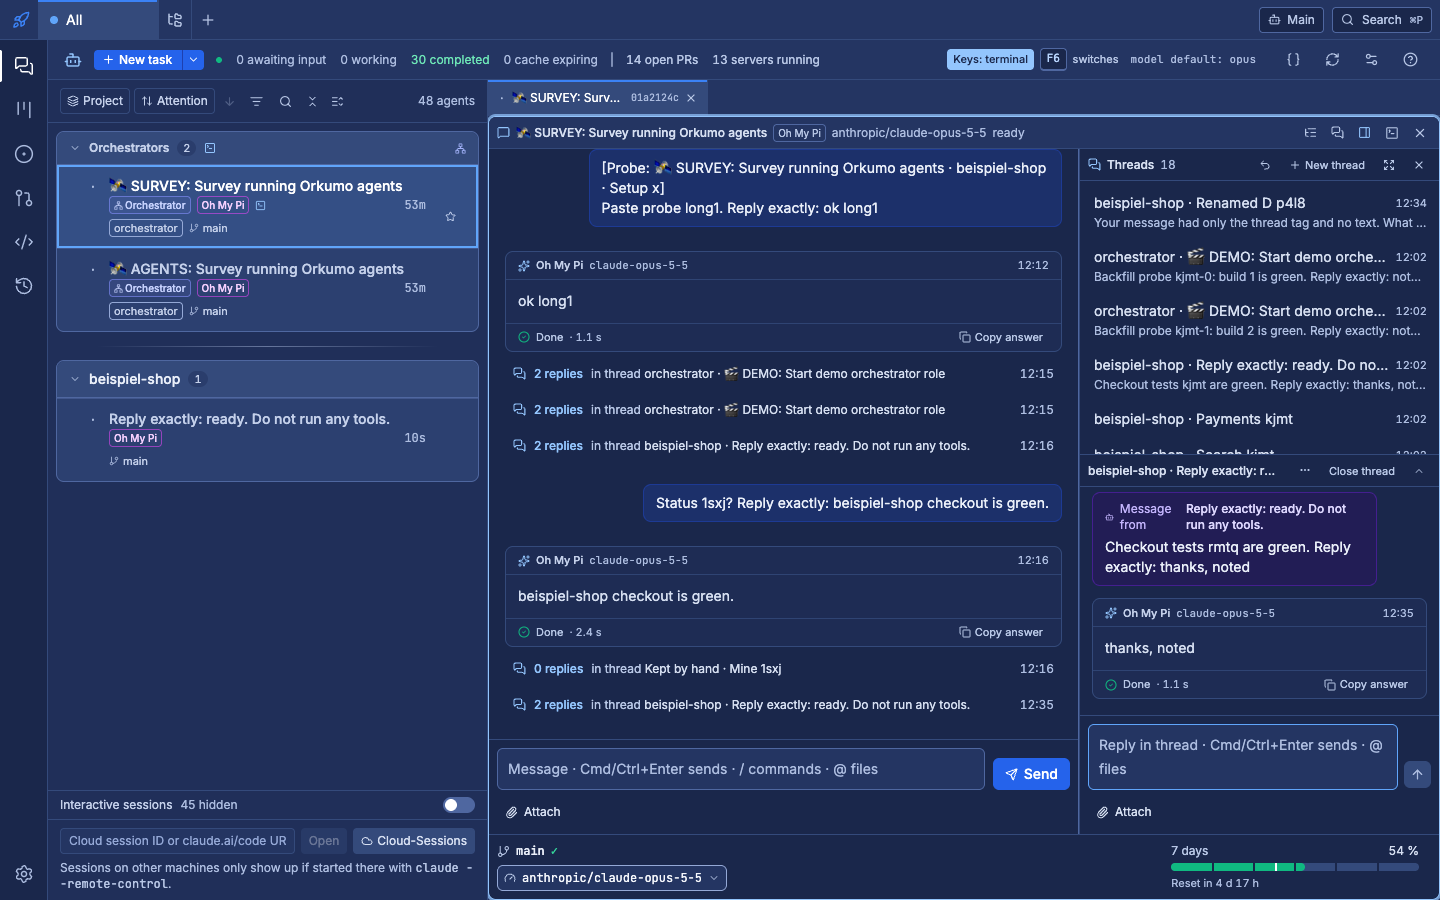 All
Main
Search ⌘P
+ New task
0 awaiting input
0 working
30 completed
0 cache expiring
14 open PRs
13 servers running
Keys: terminal
F6
switches
model default: opus
Project
Attention
48 agents
Orchestrators 2
SURVEY: Survey running Orkumo agents
Orchestrator Oh My Pi 53m
orchestrator main
AGENTS: Survey running Orkumo agents
Orchestrator Oh My Pi 53m
orchestrator main
beispiel-shop 1
Reply exactly: ready. Do not run any tools.
Oh My Pi 10s
main
Interactive sessions 45 hidden
Cloud session ID or claude.ai/code UR
Open
Cloud-Sessions
Sessions on other machines only show up if started there with claude -
-remote-control.
· SURVEY: Surv... 01a2124c
SURVEY: Survey running Orkumo agents Oh My Pi anthropic/claude-opus-5-5 ready
[Probe: SURVEY: Survey running Orkumo agents · beispiel-shop
· Setup x]
Paste probe long1. Reply exactly: ok long1
Oh My Pi claude-opus-5-5 12:12
ok long1
Done · 1.1 s Copy answer
2 replies in thread orchestrator · DEMO: Start demo orchestrator role 12:15
2 replies in thread orchestrator · DEMO: Start demo orchestrator role 12:15
2 replies in thread beispiel-shop · Reply exactly: ready. Do not run any tools. 12:16
Status 1sxj? Reply exactly: beispiel-shop checkout is green.
Oh My Pi claude-opus-5-5 12:16
beispiel-shop checkout is green.
Done · 2.4 s Copy answer
0 replies in thread Kept by hand · Mine 1sxj 12:16
2 replies in thread beispiel-shop · Reply exactly: ready. Do not run any tools. 12:35
Message · Cmd/Ctrl+Enter sends · / commands · @ files
Send
Attach
main ✓
anthropic/claude-opus-5-5
Threads 18
+ New thread
beispiel-shop · Renamed D p4l8 12:34
Your message had only the thread tag and no text. What ...
orchestrator · DEMO: Start demo orche... 12:02
Backfill probe kjmt-0: build 1 is green. Reply exactly: not...
orchestrator · DEMO: Start demo orche... 12:02
Backfill probe kjmt-1: build 2 is green. Reply exactly: not...
beispiel-shop · Reply exactly: ready. Do no... 12:02
Checkout tests kjmt are green. Reply exactly: thanks, not...
beispiel-shop · Payments kjmt 12:02
beispiel-shop · Search kjmt 12:02
beispiel-shop · Reply exactly: r... ··· Close thread
Message from
Reply exactly: ready. Do not
run any tools.
Checkout tests rmtq are green. Reply
exactly: thanks, noted
Oh My Pi claude-opus-5-5 12:35
thanks, noted
Done · 1.1 s Copy answer
Reply in thread · Cmd/Ctrl+Enter sends · @
files
Attach
7 days 54 %
Reset in 4 d 17 h